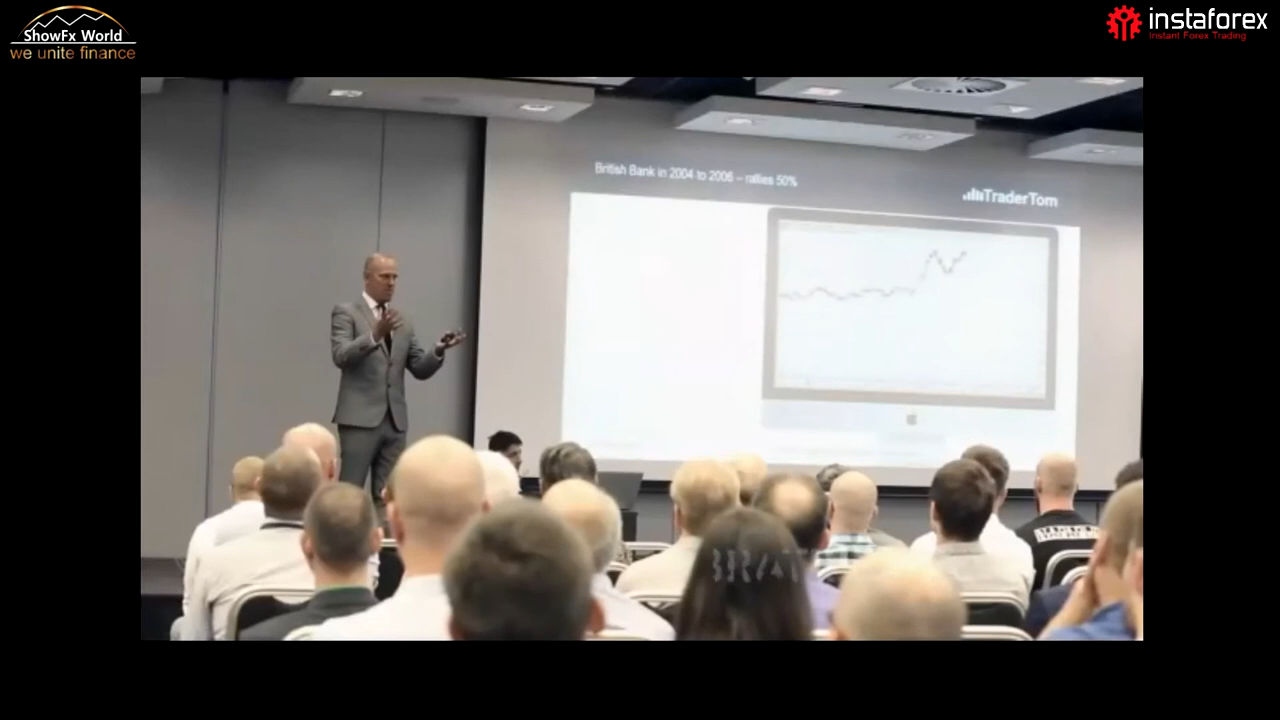 ShowFx World
we unite finance
instaforex
Instant Forex Trading
British Bank in 2004 to 2006 – rallies 50%
TraderTom